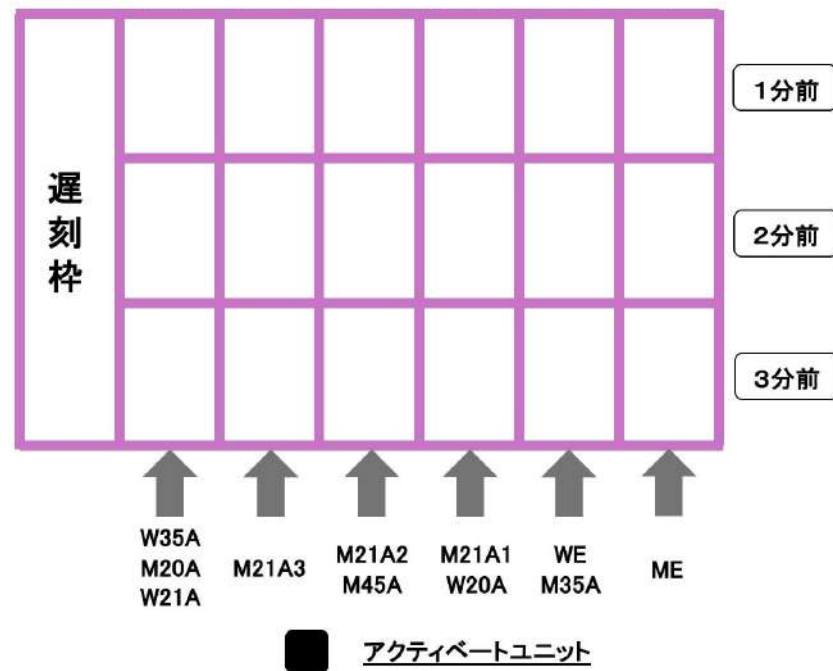 1分前
遅刻枠
2分前
3分前
W35A
M20A
W21A
M21A3
M21A2
M45A
M21A1
W20A
WE
M35A
ME
アクティベートユニット